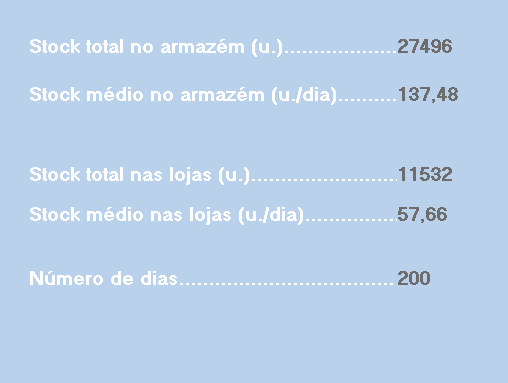 Stock total no armazém (u.)...................27496
Stock médio no armazém (u./dia)..........137,48
Stock total nas lojas (u.).........................11532
Stock médio nas lojas (u./dia)...............57,66
Número de dias....................................200